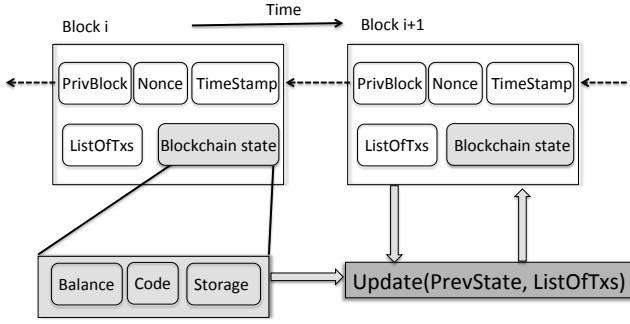 Time
Block i
Block i+1
PrivBlock Nonce TimeStamp
PrivBlock Nonce TimeStamp
ListOfTxs Blockchain state
ListOfTxs Blockchain state
Balance Code Storage
Update(PrevState, ListOfTxs)